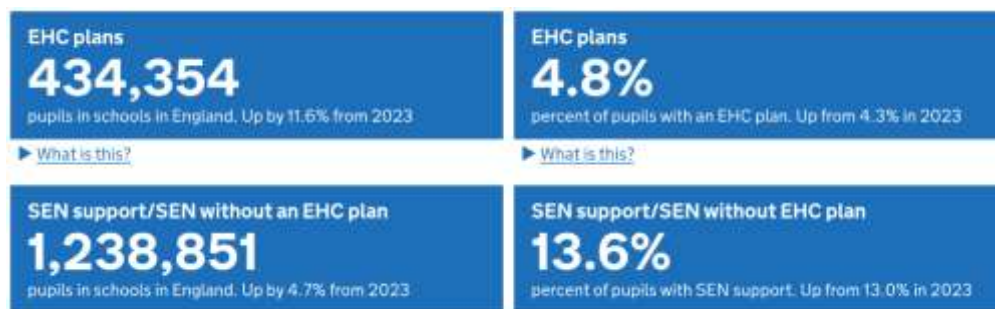 EHC plans
434,354
pupils in schools in England. Up by 11.6% from 2023
What is this?
EHC plans
4.8%
percent of pupils with an EHC plan. Up from 4.3% in 2023
What is this?
SEN support/SEN without an EHC plan
1,238,851
pupils in schools in England. Up by 4.7% from 2023
SEN support/SEN without EHC plan
13.6%
percent of pupils with SEN support. Up from 13.0% in 2023